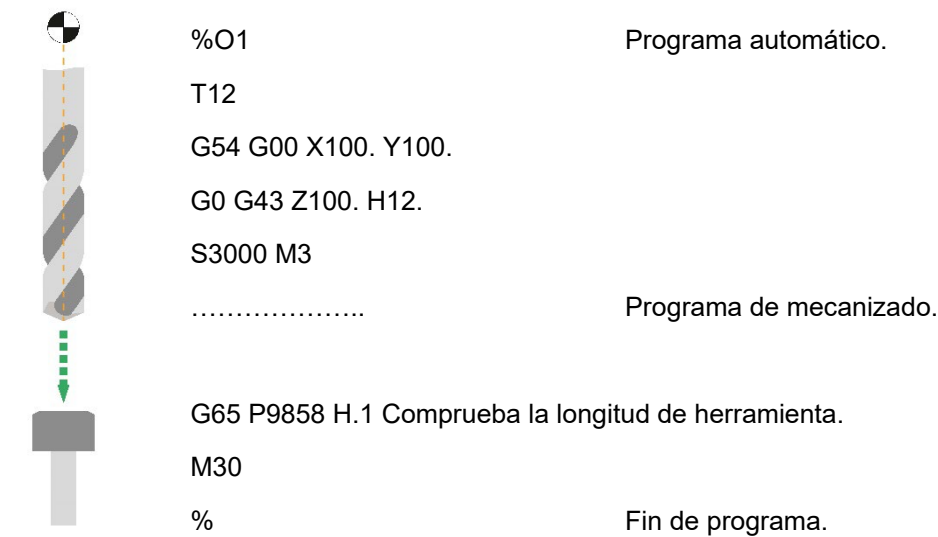 %O1 Programa automático.
T12
G54 G00 X100. Y100.
G0 G43 Z100. H12.
S3000 M3
………………….. Programa de mecanizado.
G65 P9858 H.1 Comprueba la longitud de herramienta.
M30
% Fin de programa.